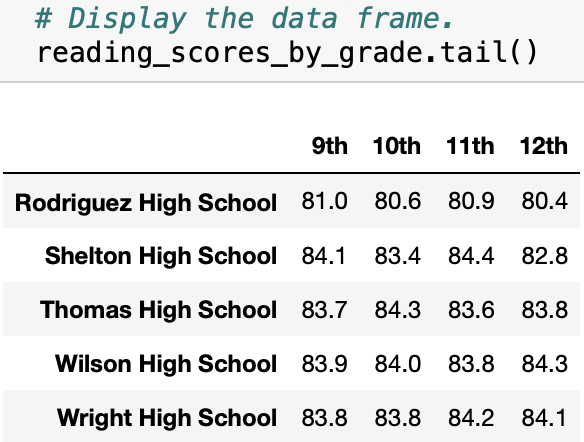 # Display the data frame.
reading_scores_by_grade.tail()
9th 10th 11th 12th
Rodriguez High School 81.0 80.6 80.9 80.4
Shelton High School 84.1 83.4 84.4 82.8
Thomas High School 83.7 84.3 83.6 83.8
Wilson High School 83.9 84.0 83.8 84.3
Wright High School 83.8 83.8 84.2 84.1